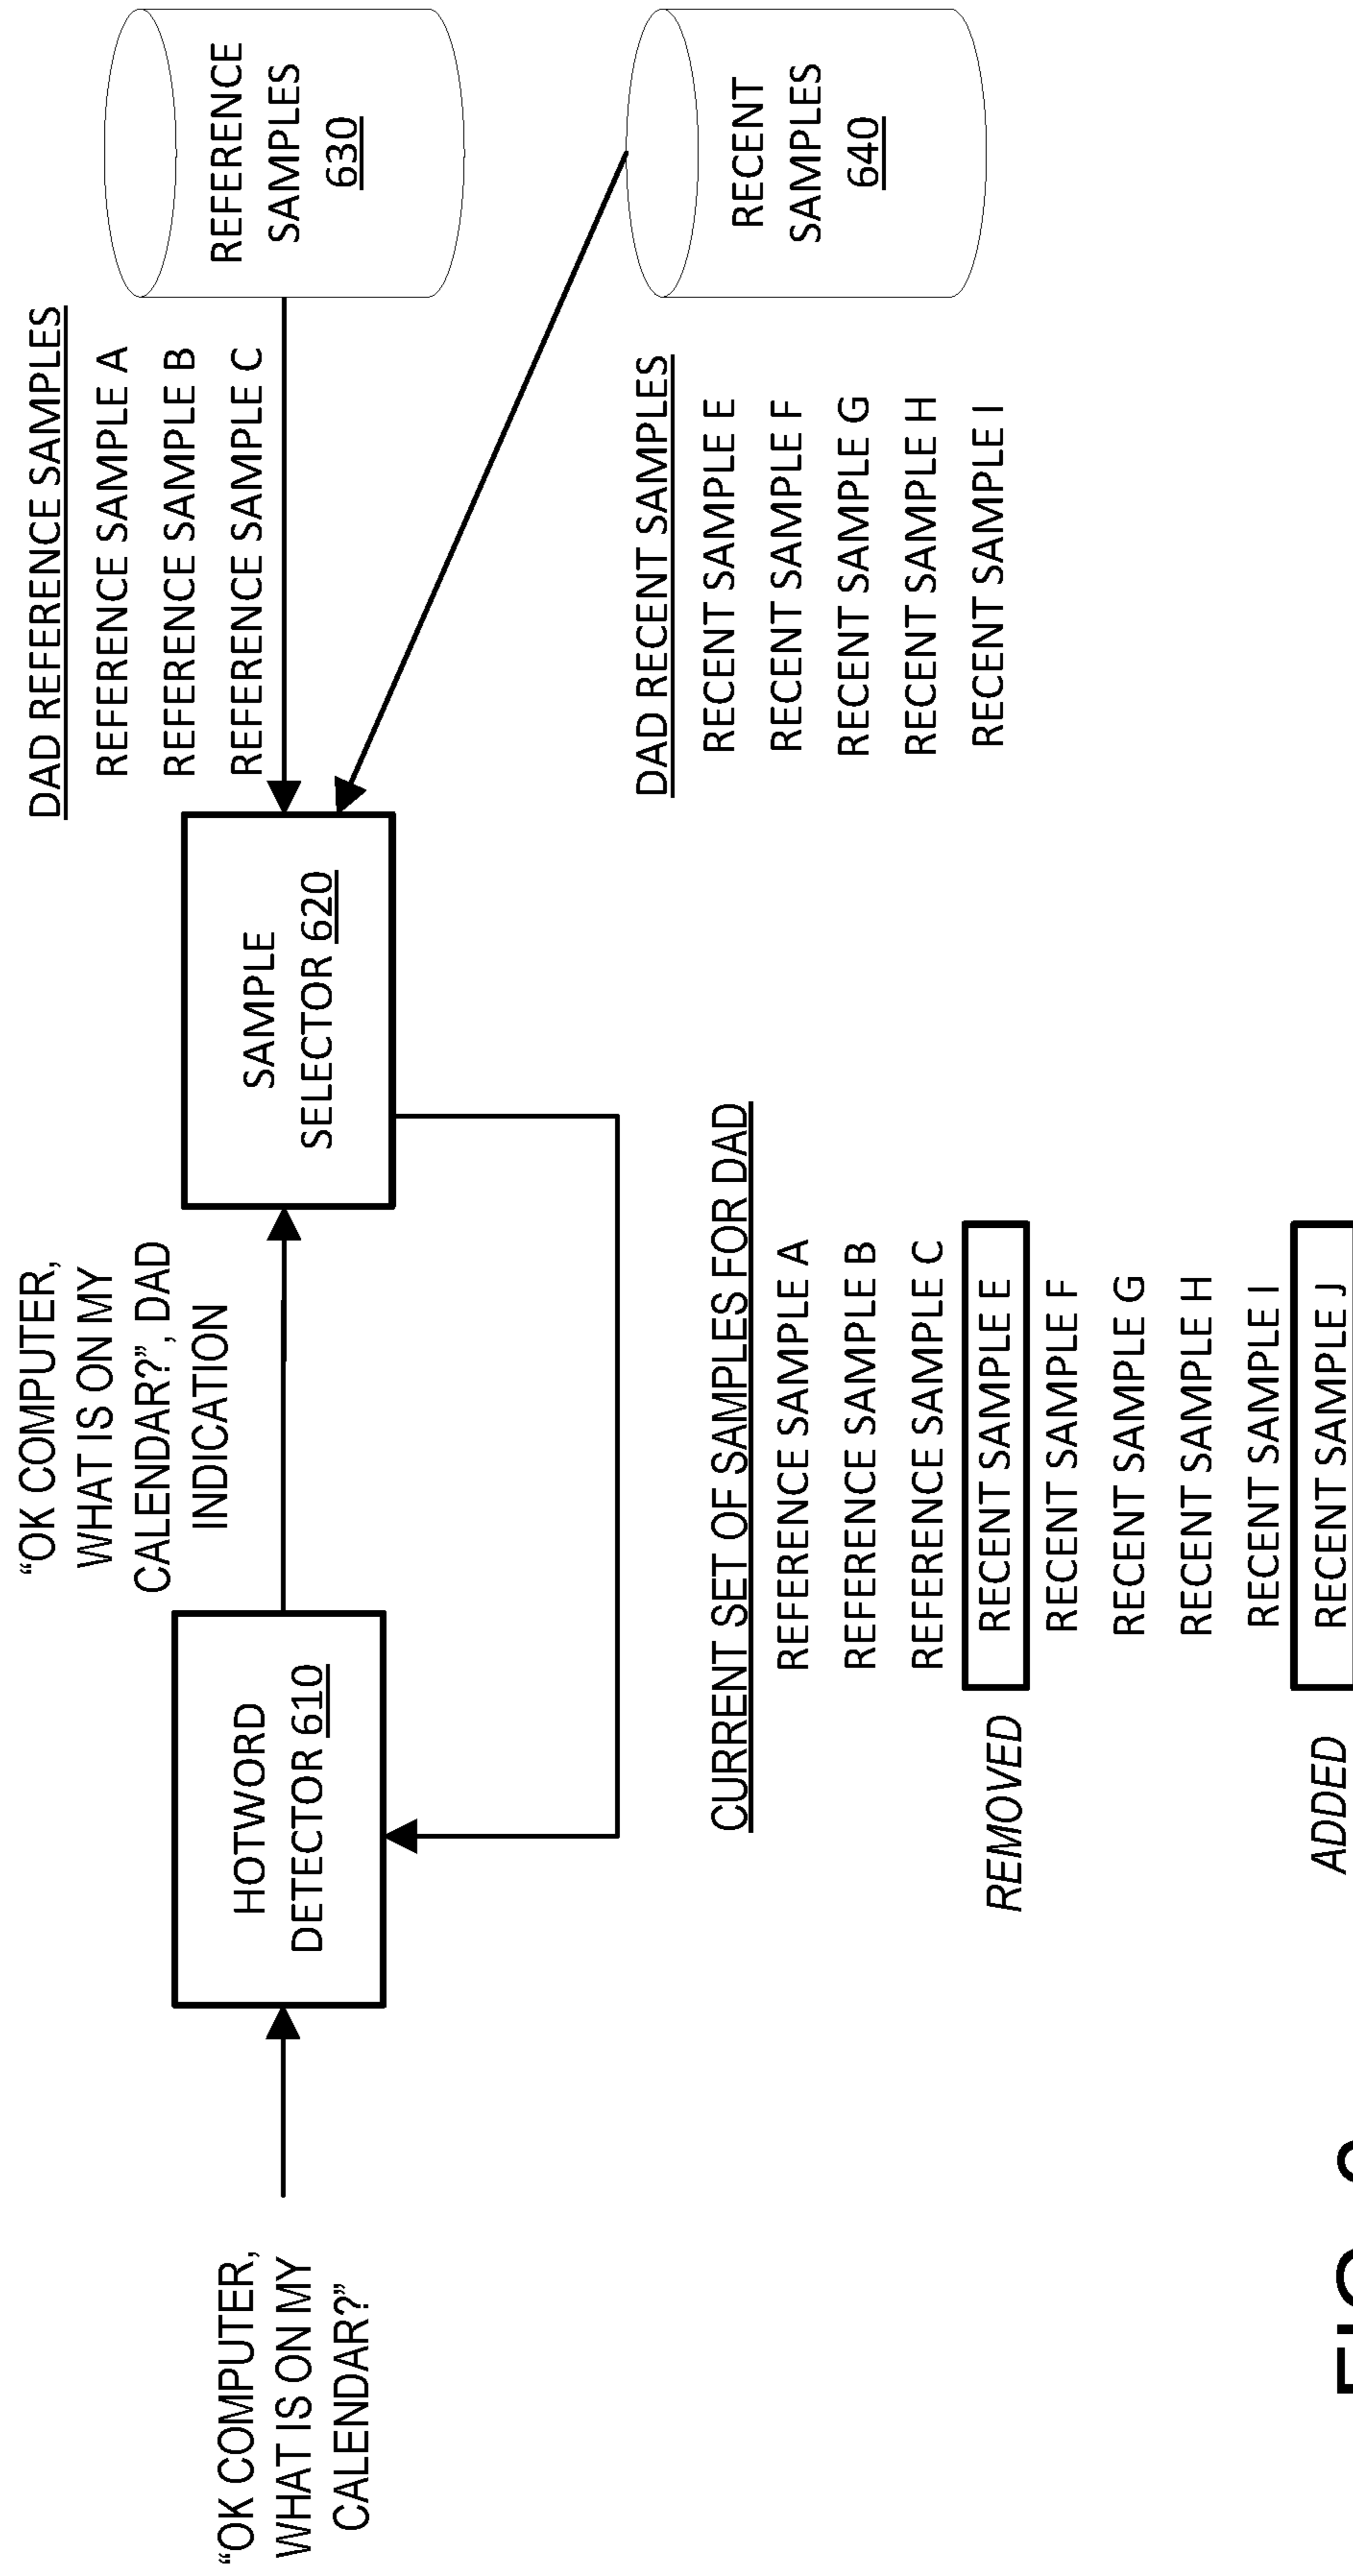 “OK COMPUTER,
WHAT IS ON MY
CALENDAR?”
HOTWORD
DETECTOR 610
“OK COMPUTER,
WHAT IS ON MY
CALENDAR?”, DAD
INDICATION
SAMPLE
SELECTOR 620
DAD REFERENCE SAMPLES
REFERENCE SAMPLE A
REFERENCE SAMPLE B
REFERENCE SAMPLE C
REFERENCE
SAMPLES
630
DAD RECENT SAMPLES
RECENT SAMPLE E
RECENT SAMPLE F
RECENT SAMPLE G
RECENT SAMPLE H
RECENT SAMPLE I
RECENT
SAMPLES
640
CURRENT SET OF SAMPLES FOR DAD
REFERENCE SAMPLE A
REFERENCE SAMPLE B
REFERENCE SAMPLE C
REMOVED
RECENT SAMPLE E
RECENT SAMPLE F
RECENT SAMPLE G
RECENT SAMPLE H
RECENT SAMPLE I
ADDED
RECENT SAMPLE J